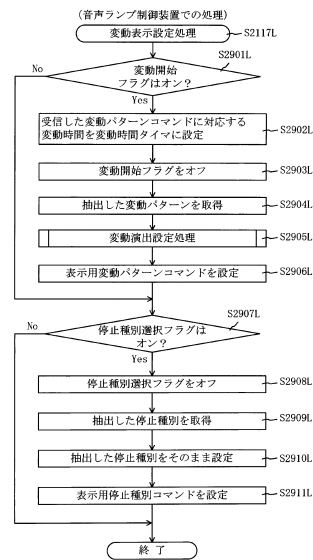 (音声ランプ制御装置での処理)
変動表示設定処理
S2117L
S2901L
No
変動開始
フラグはオン？
Yes
受信した変動パターンコマンドに対応する
変動時間を変動時間タイマに設定
S2902L
変動開始フラグをオフ
S2903L
抽出した変動パターンを取得
S2904L
変動演出設定処理
S2905L
表示用変動パターンコマンドを設定
S2906L
S2907L
No
停止種別選択フラグは
オン？
Yes
停止種別選択フラグをオフ
S2908L
抽出した停止種別を取得
S2909L
抽出した停止種別をそのまま設定
S2910L
表示用停止種別コマンドを設定
S2911L
終了